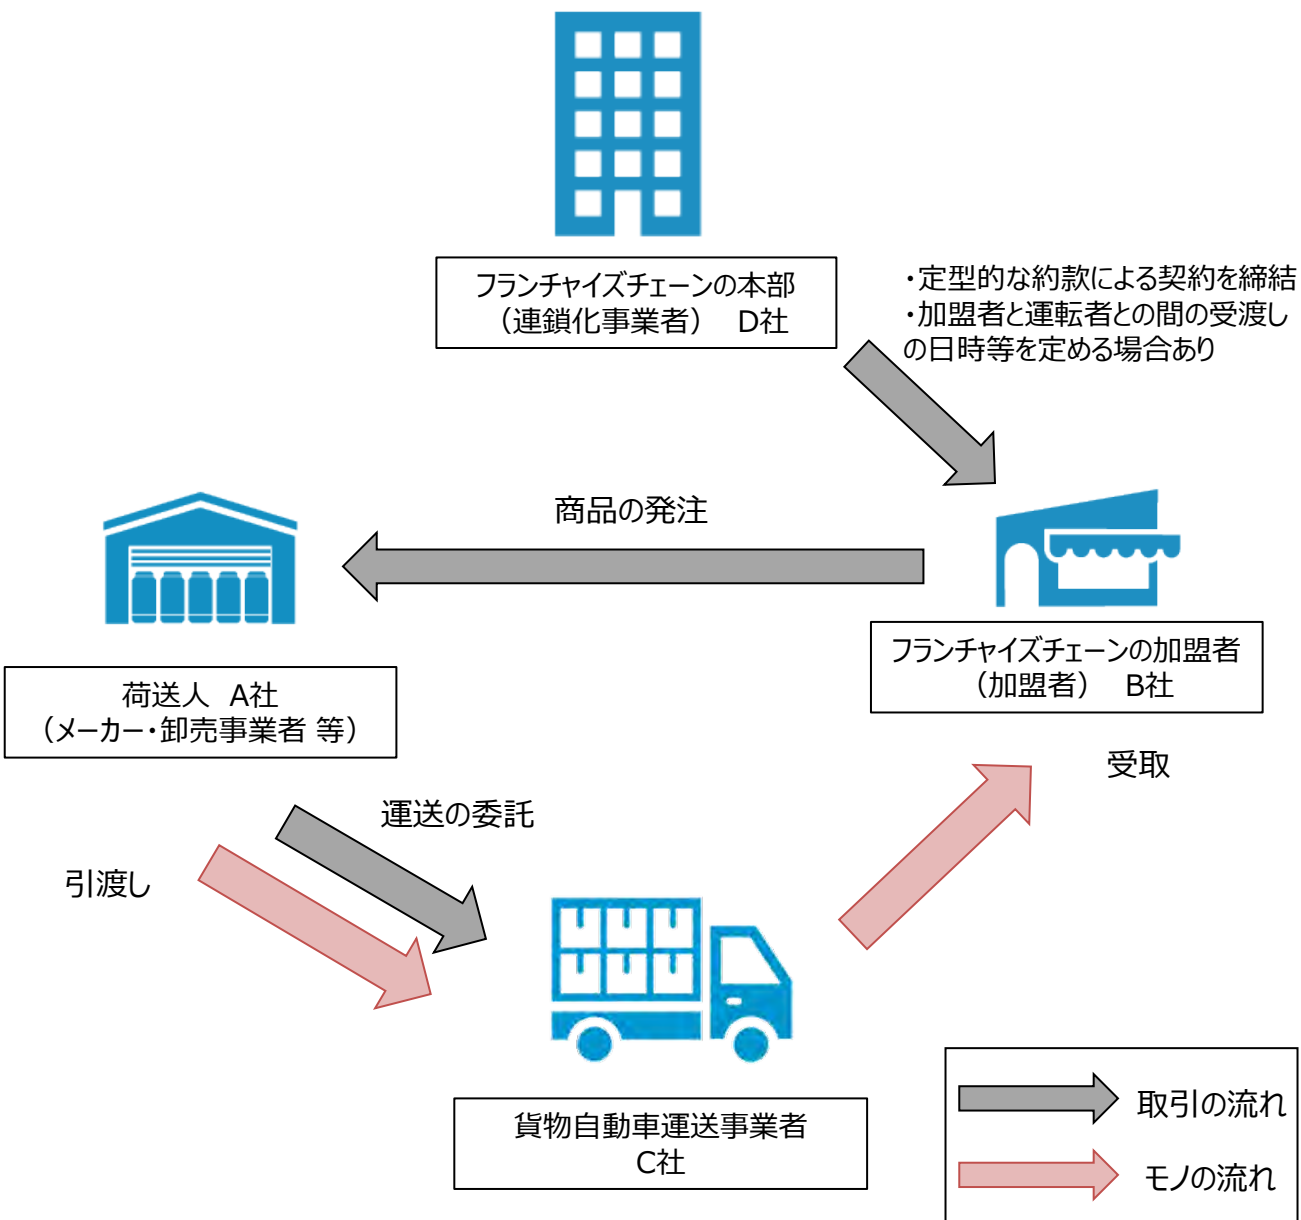 フランチャイズチェーンの本部
（連鎖化事業者）　D社
・定型的な約款による契約を締結
・加盟者と運転者との間の受渡し
の日時等を定める場合あり
商品の発注
フランチャイズチェーンの加盟者
（加盟者）　B社
荷送人　A社
（メーカー・卸売事業者 等）
受取
運送の委託
引渡し
貨物自動車運送事業者
C社
取引の流れ
モノの流れ